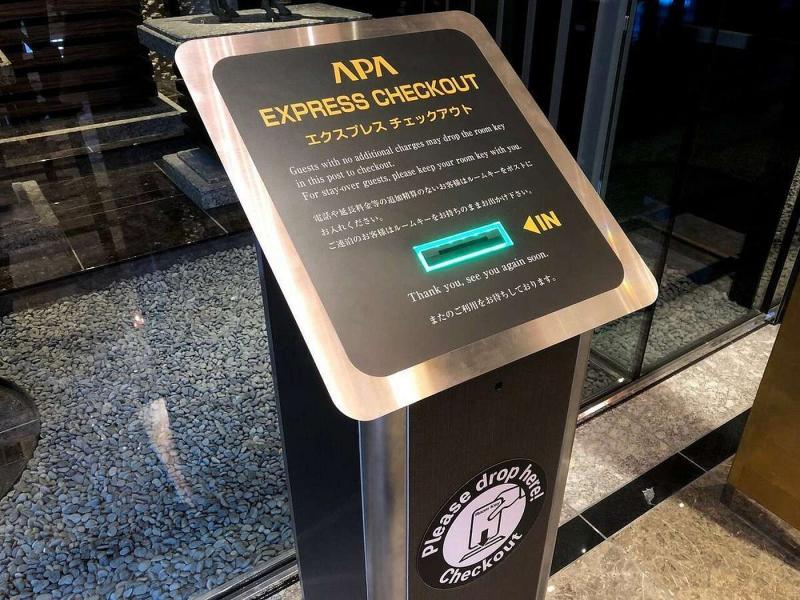 APA
EXPRESS CHECKOUT
エクスプレス チェックアウト
Guests with no additional charges may drop the room key
in this post to checkout.
For stay-over guests, please keep your room key with you.
電話や延長料金等の追加精算のないお客様はルームキーをポストに
お入れください。
ご連泊のお客様はルームキーをお持ちのままお出かけ下さい。
IN
Thank you, see you again soon.
またのご利用をお待ちしております。
Please drop here!
Room Key
Checkout